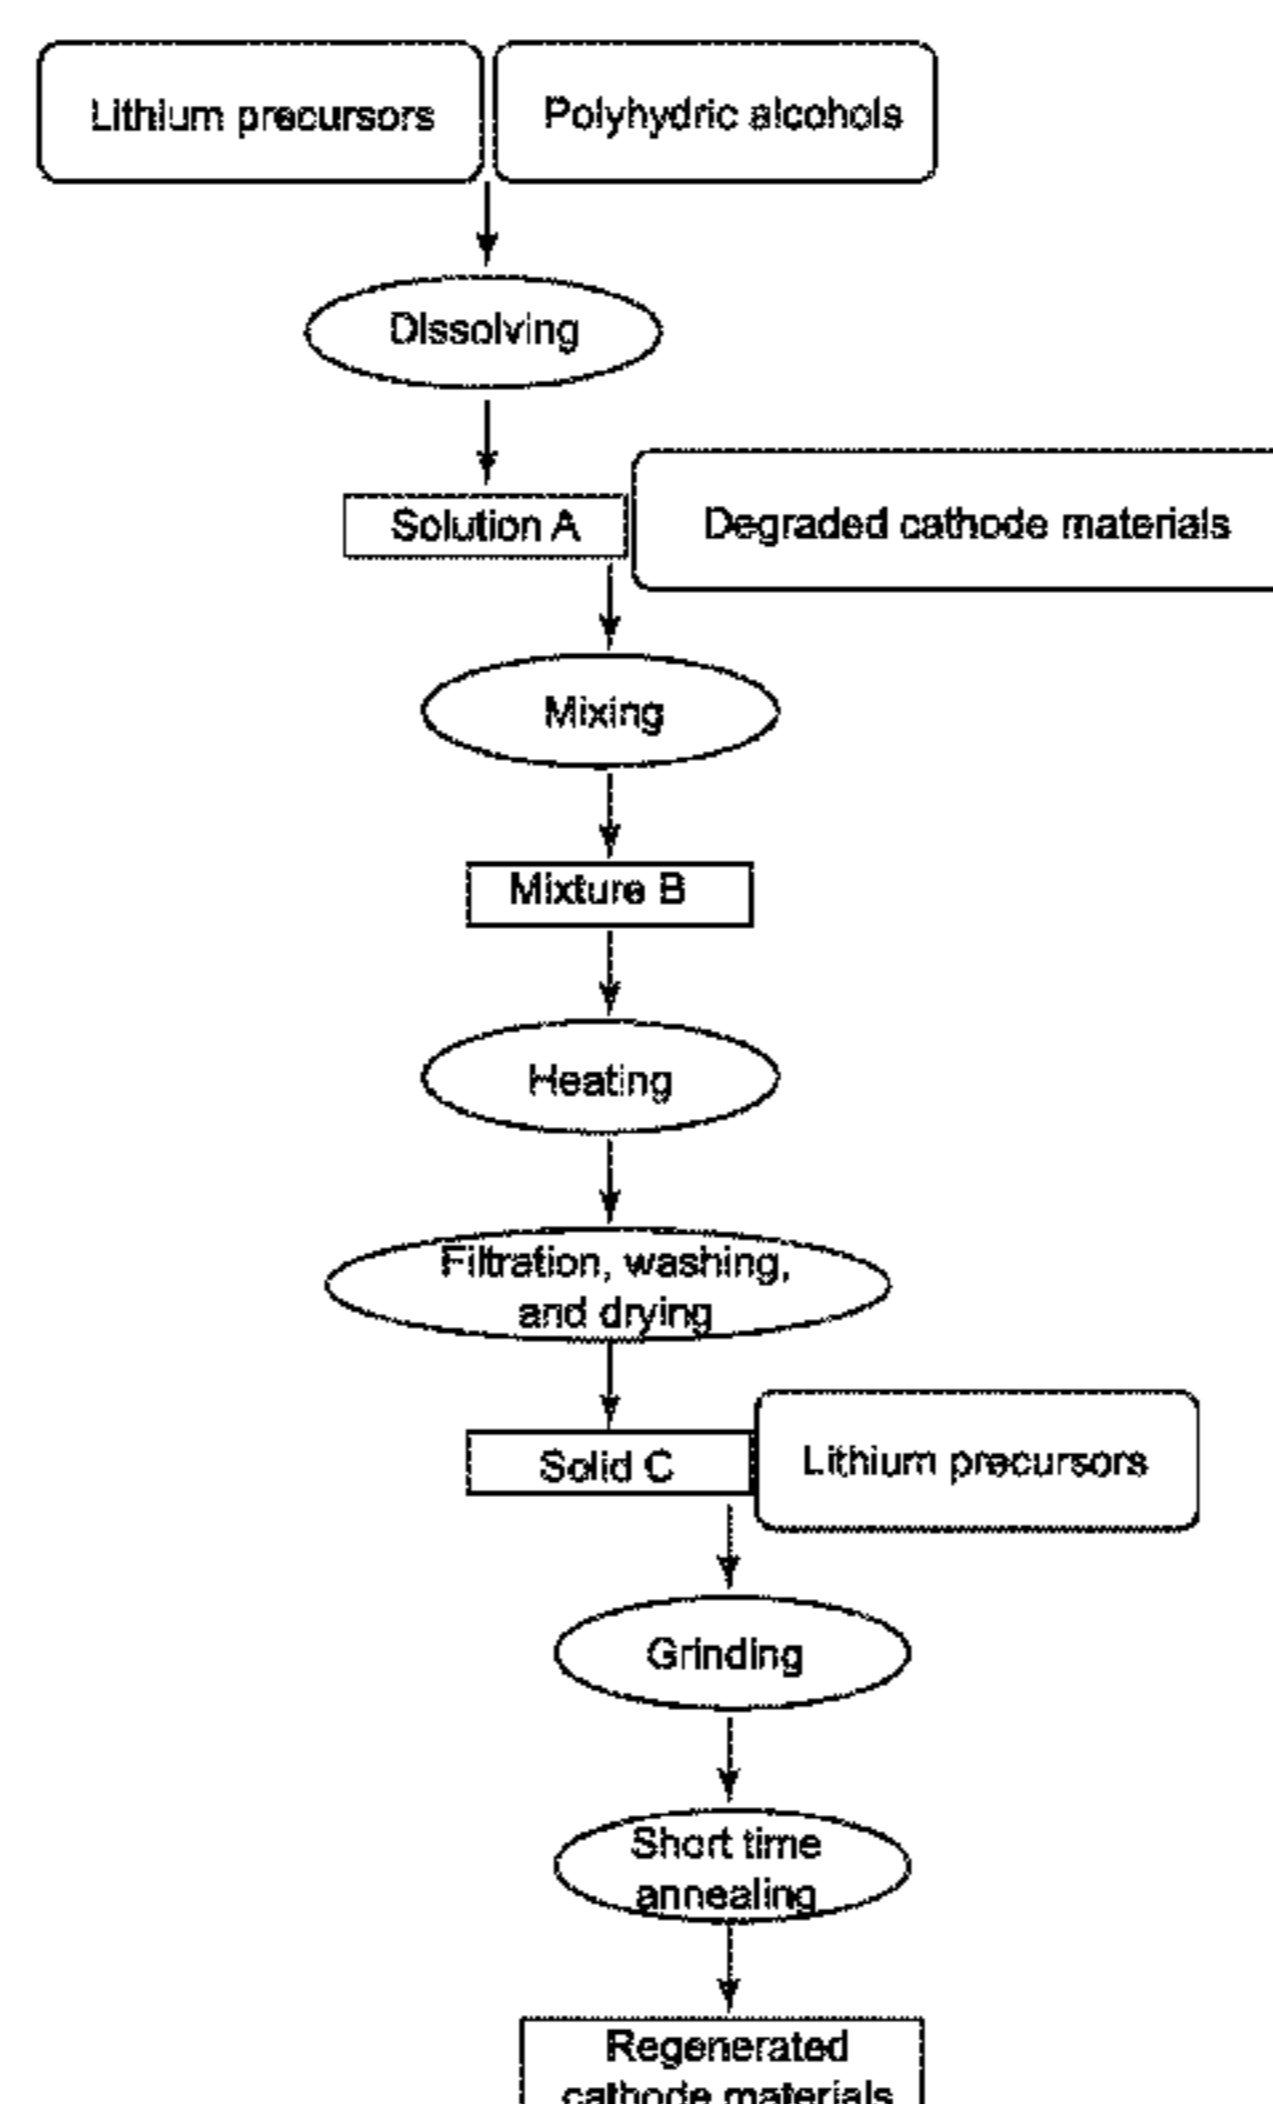 Lithium precursors
Polyhydric alcohols
Dissolving
Solution A
Degraded cathode materials
Mixing
Mixture B
Heating
Filtration, washing,
and drying
Solid C
Lithium precursors
Grinding
Short time
annealing
Regenerated
cathode materials